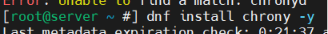 Error: Unable to find a match: chronyd
[root@server ~ #] dnf install chrony -y
Last metadata expiration check: 0:21:37